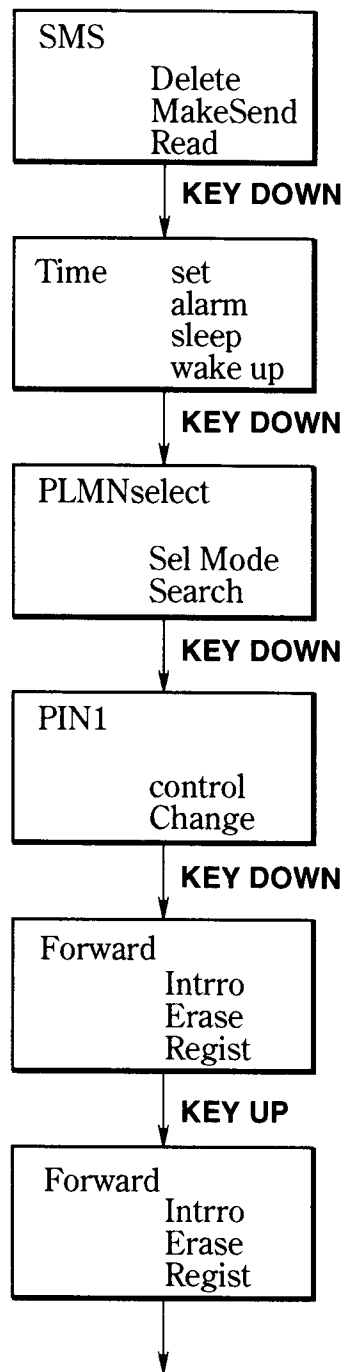 SMS
Delete
MakeSend
Read
KEY DOWN
Time set
alarm
sleep
wake up
KEY DOWN
PLMNselect
Sel Mode
Search
KEY DOWN
PIN1
control
Change
KEY DOWN
Forward
Intrro
Erase
Regist
KEY UP
Forward
Intrro
Erase
Regist